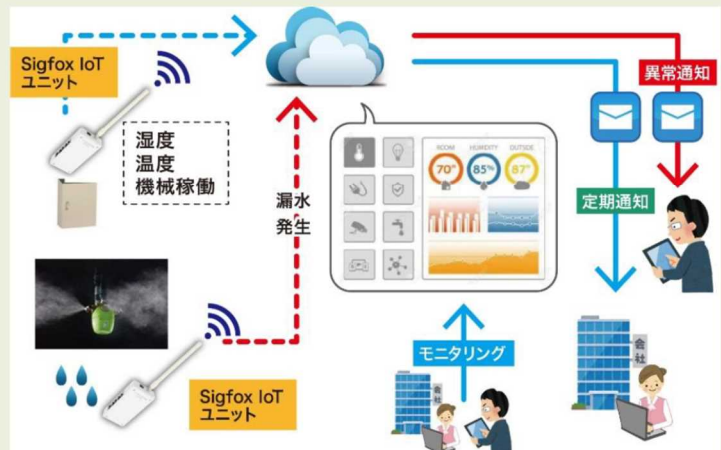 Sigfox IoT
ユニット
異常通知
湿度
温度
機械稼働
漏水
発生
ROOM HUMIDITY OUTSIDE
70° 85% 87°
定期通知
モニタリング
会社
会社
Sigfox IoT
ユニット